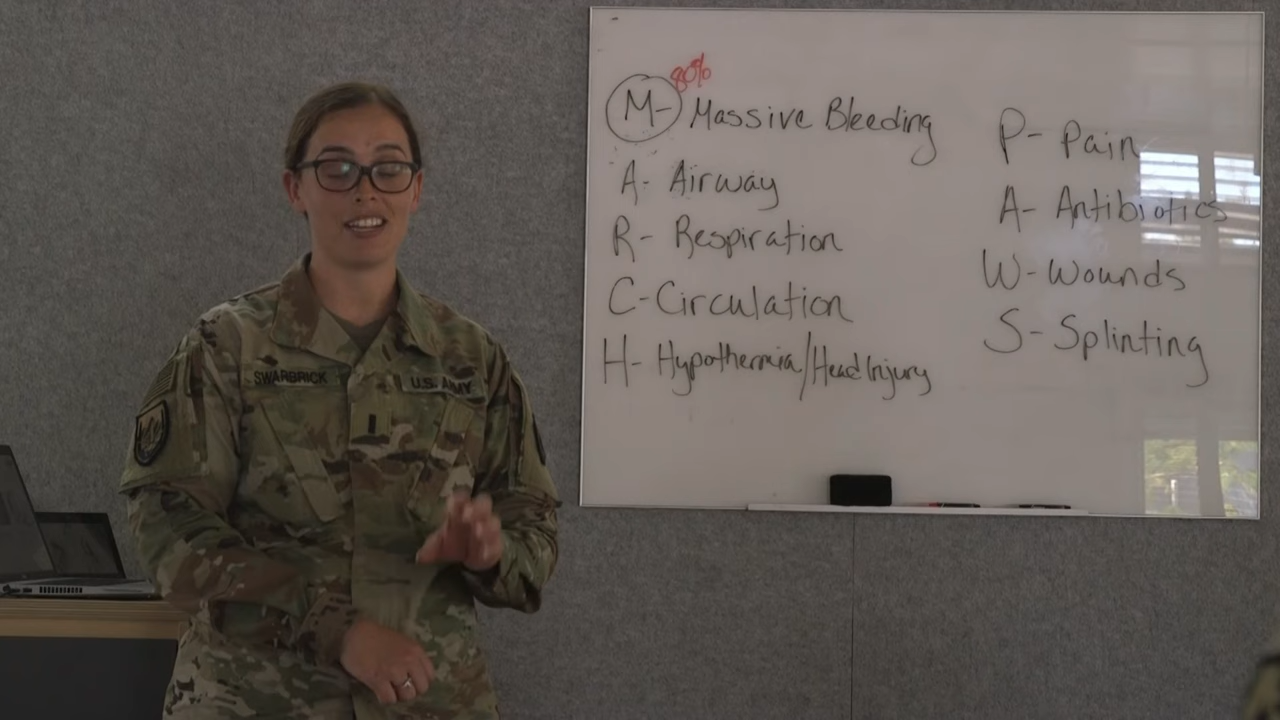 80%
M- Massive Bleeding
A- Airway
R- Respiration
C- Circulation
H- Hypothermia/Head Injury
P- Pain
A- Antibiotics
W- Wounds
S- Splinting
SWARBRICK
U.S. ARMY